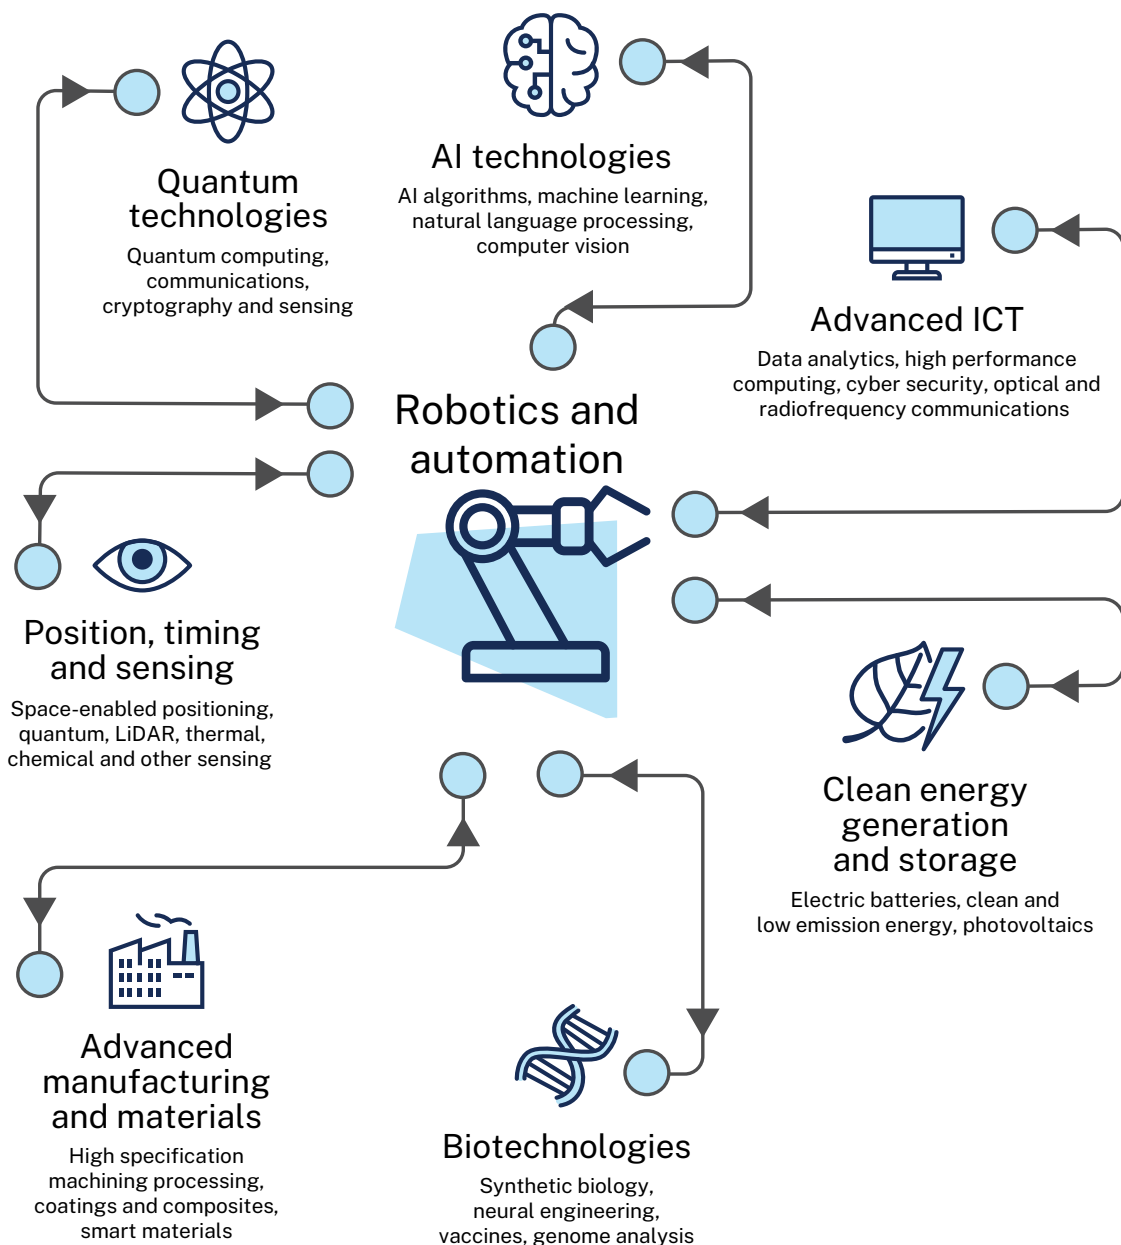 Quantum
technologies
Quantum computing,
communications,
cryptography and sensing
AI technologies
AI algorithms, machine learning,
natural language processing,
computer vision
Advanced ICT
Data analytics, high performance
computing, cyber security, optical and
radiofrequency communications
Robotics and
automation
Position, timing
and sensing
Space-enabled positioning,
quantum, LiDAR, thermal,
chemical and other sensing
Clean energy
generation
and storage
Electric batteries, clean and
low emission energy, photovoltaics
Advanced
manufacturing
and materials
High specification
machining processing,
coatings and composites,
smart materials
Biotechnologies
Synthetic biology,
neural engineering,
vaccines, genome analysis